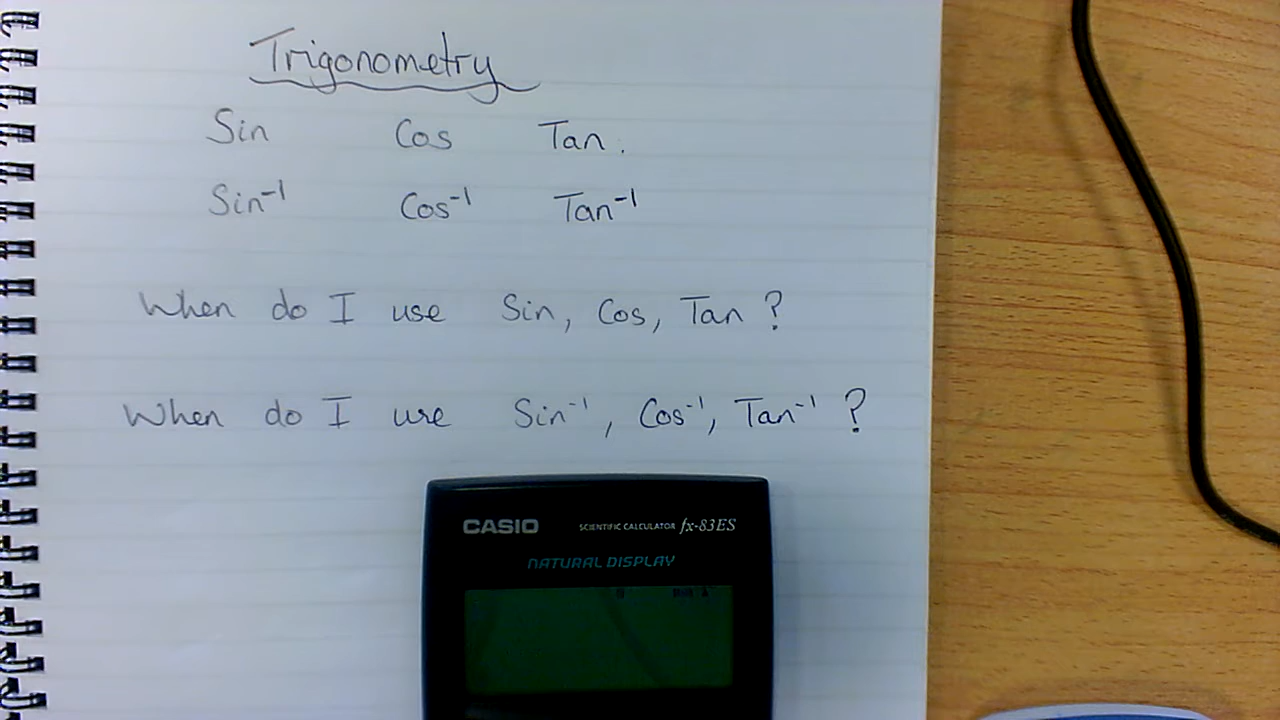 Trigonometry
Sin Cos Tan.
Sin⁻¹ Cos⁻¹ Tan⁻¹
When do I use Sin, Cos, Tan ?
When do I use Sin⁻¹, Cos⁻¹, Tan⁻¹ ?
CASIO SCIENTIFIC CALCULATOR fx-83ES
NATURAL DISPLAY